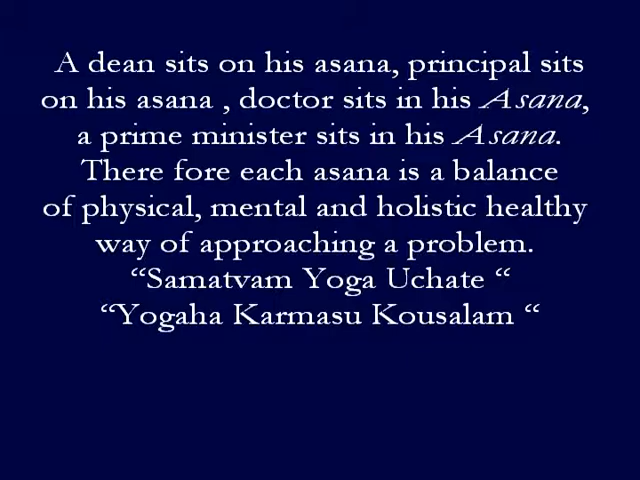 A dean sits on his asana, principal sits
on his asana , doctor sits in his Asana,
a prime minister sits in his Asana.
There fore each asana is a balance
of physical, mental and holistic healthy
way of approaching a problem.
“Samatvam Yoga Uchate “
“Yogaha Karmasu Kousalam “